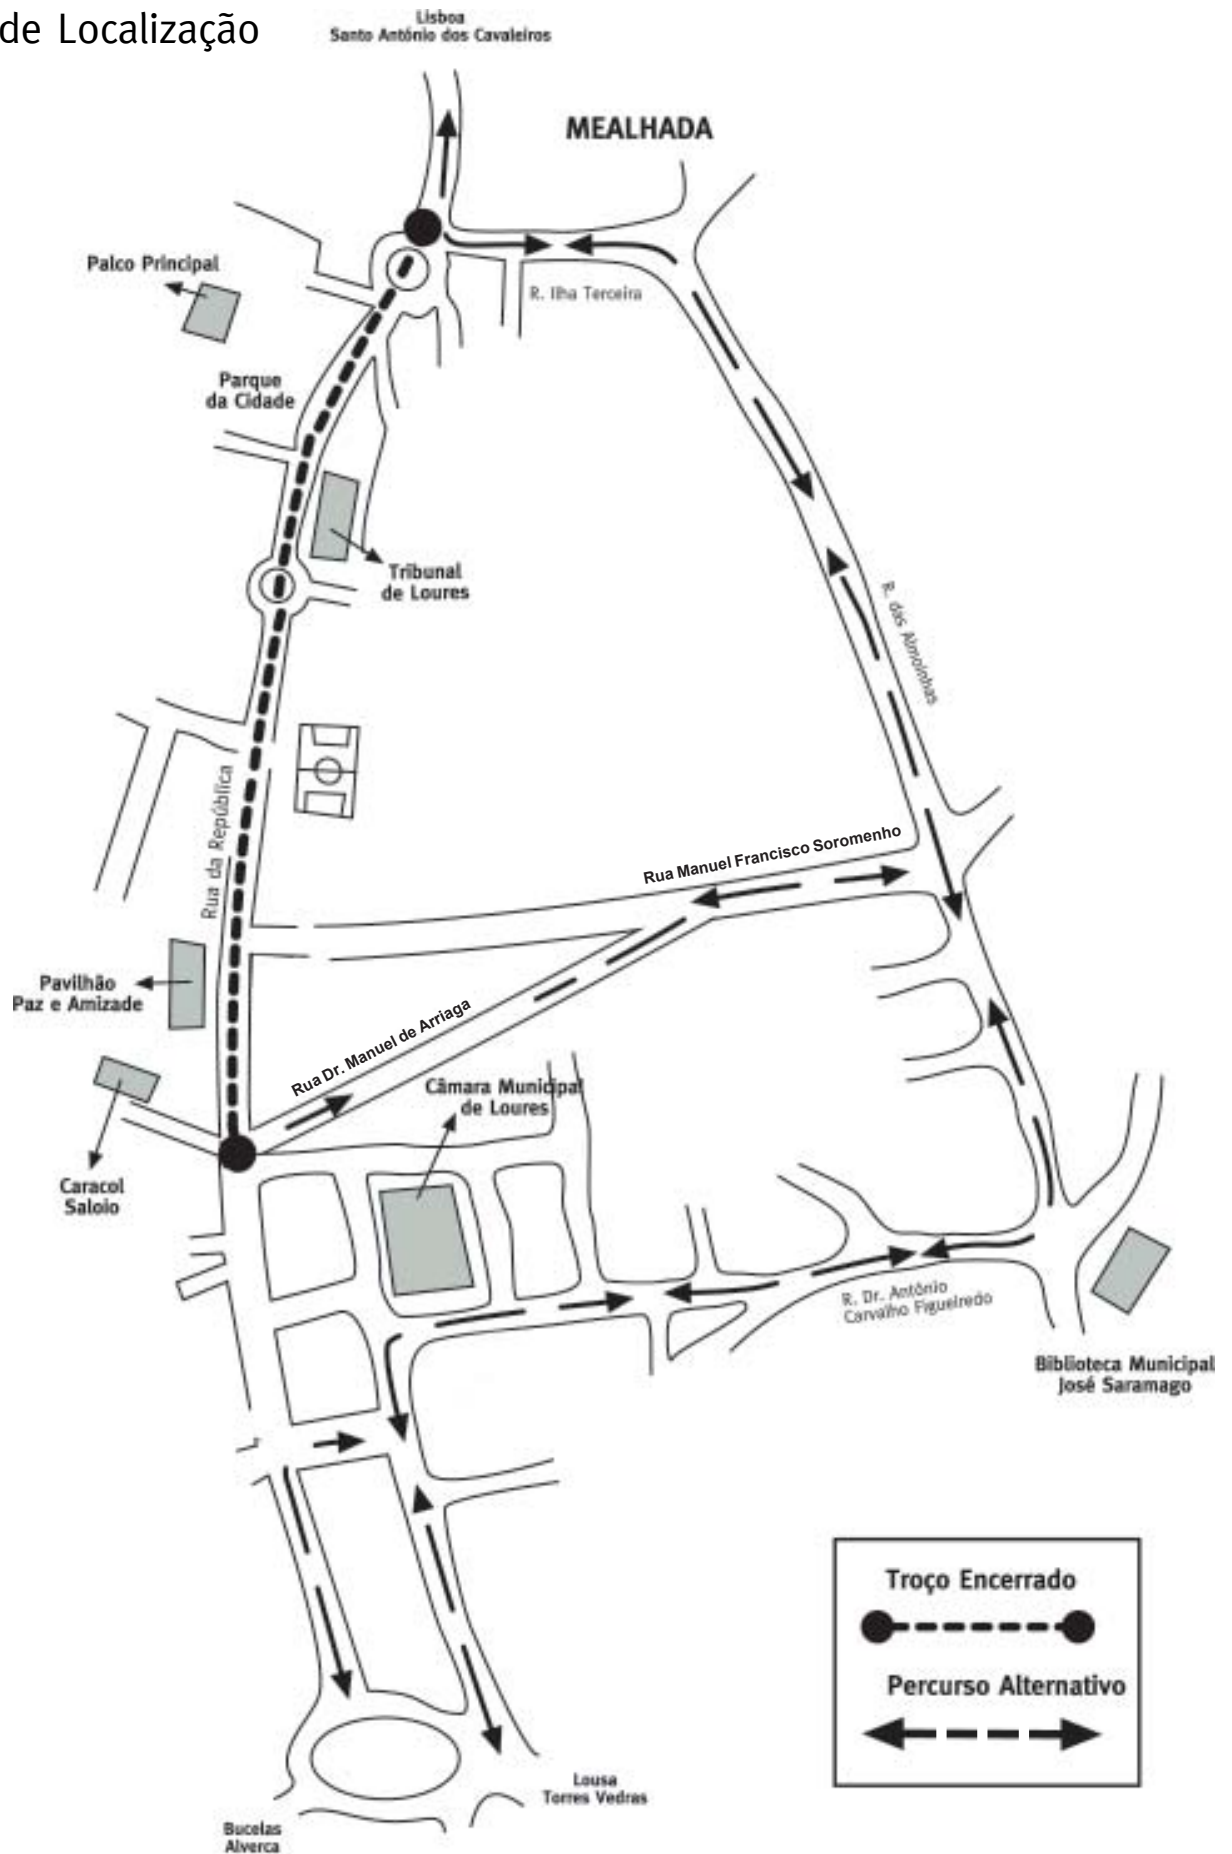 de Localização
Lisboa
Santo António dos Cavaleiros
MEALHADA
Palco Principal
R. Ilha Terceira
Parque
da Cidade
Tribunal
de Loures
R. das Almoinhas
Rua da República
Rua Manuel Francisco Soromenho
Pavilhão
Paz e Amizade
Rua Dr. Manuel de Arriaga
Câmara Municipal
de Loures
Caracol
Saloio
R. Dr. António
Carvalho Figueiredo
Biblioteca Municipal
José Saramago
Troço Encerrado
Percurso Alternativo
Lousa
Torres Vedras
Bucelas
Alverca